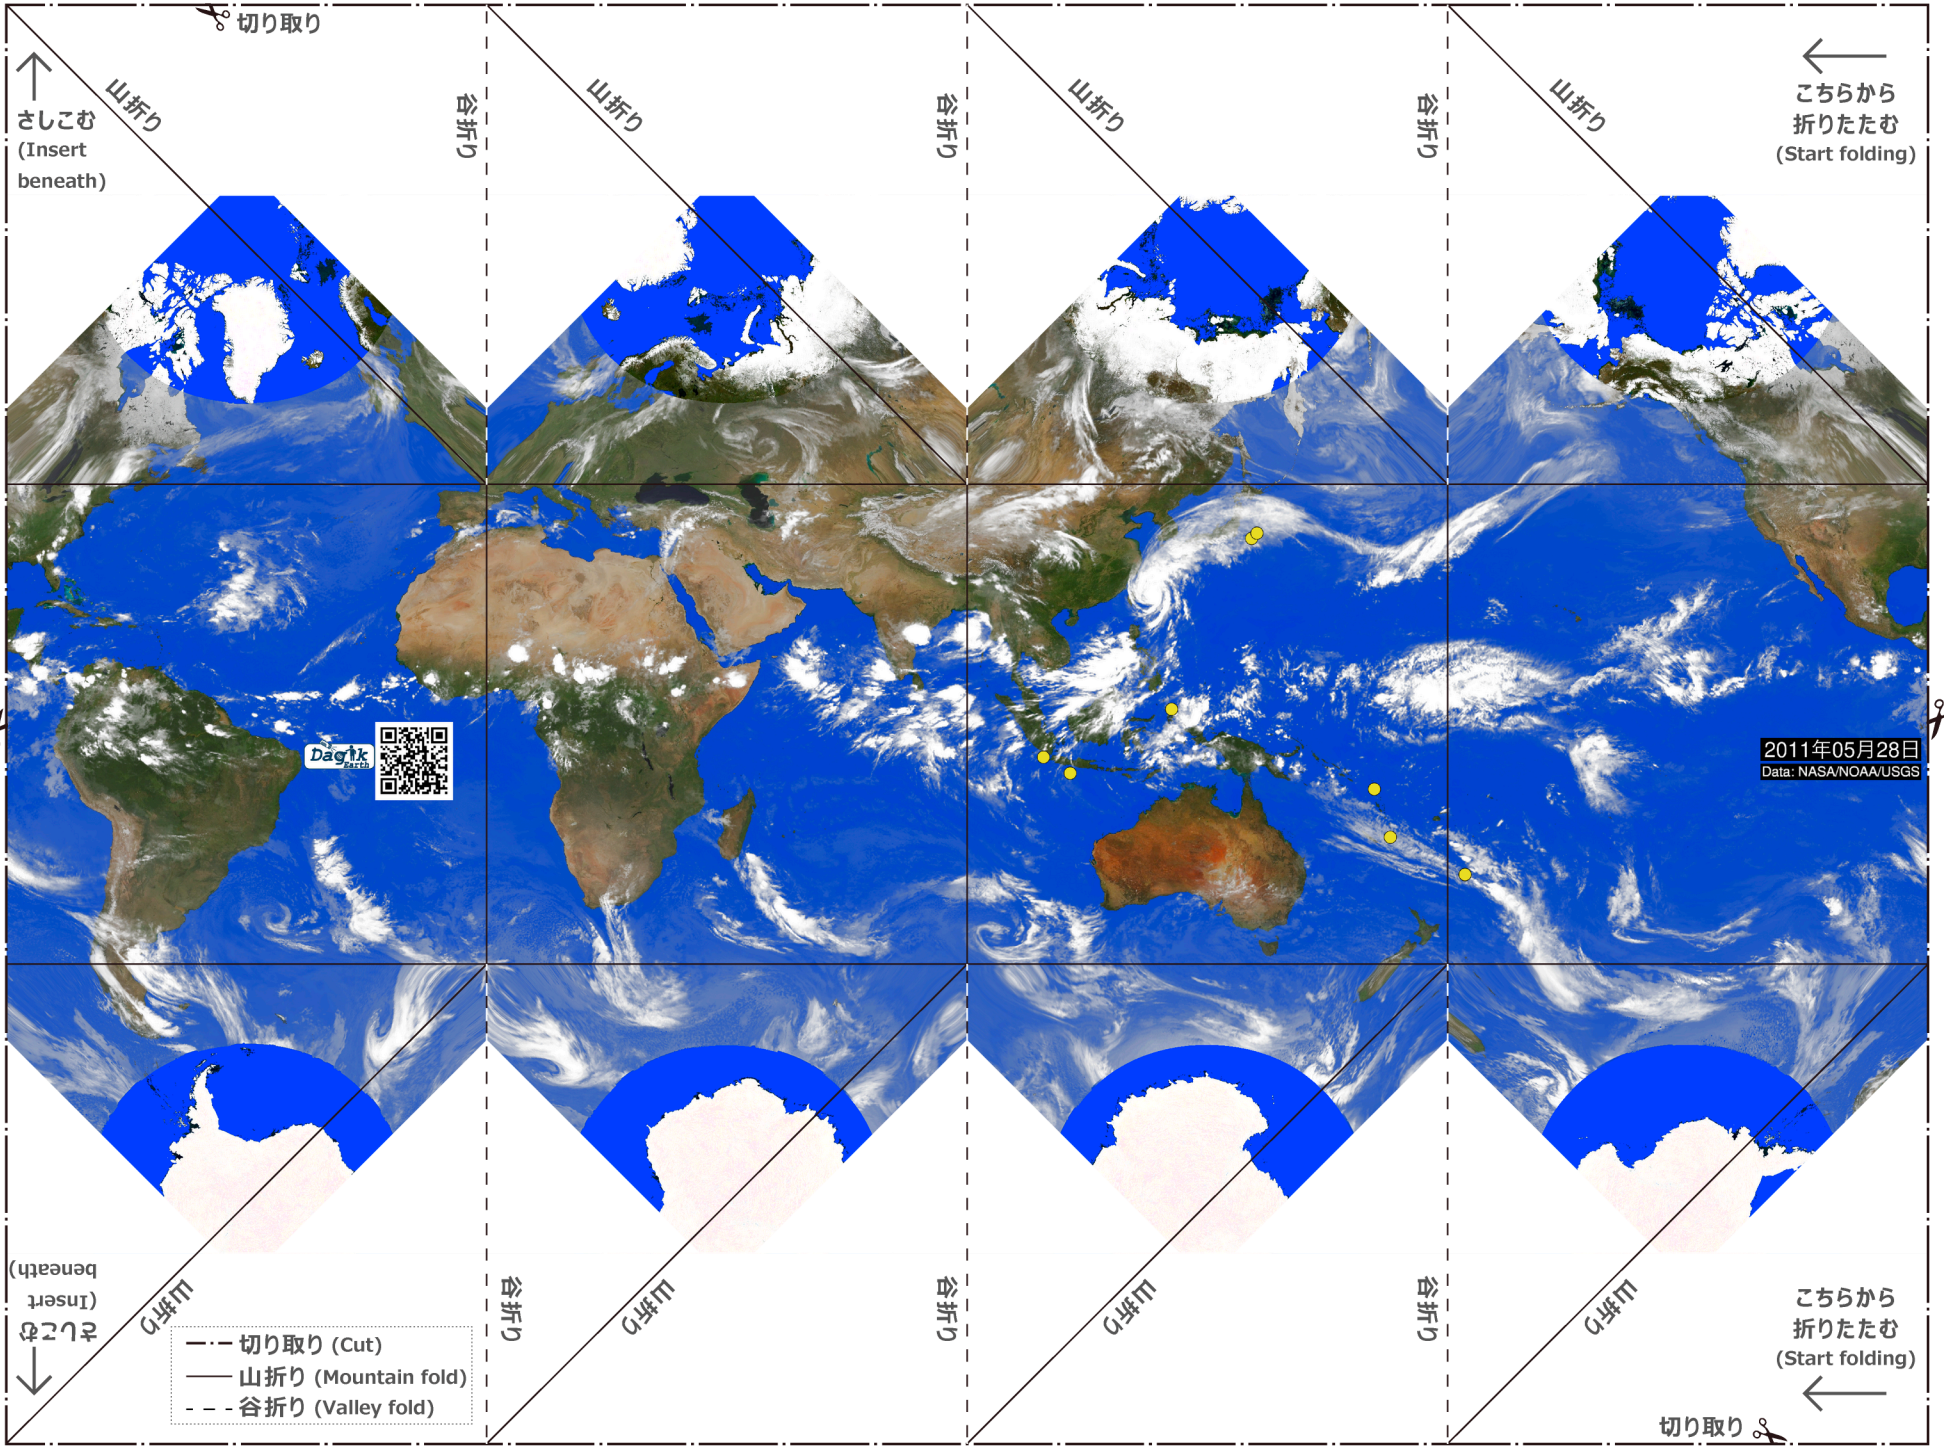 切り取り
山折り
谷折り
山折り
谷折り
山折り
谷折り
山折り
さしこむ
(Insert
beneath)
こちらから
折りたたむ
(Start folding)
Dagik
Earth
2011年05月28日
Data: NASA/NOAA/USGS
さしこむ
(Insert
beneath)
山折り
谷折り
山折り
谷折り
山折り
谷折り
山折り
切り取り (Cut)
山折り (Mountain fold)
谷折り (Valley fold)
こちらから
折りたたむ
(Start folding)
切り取り